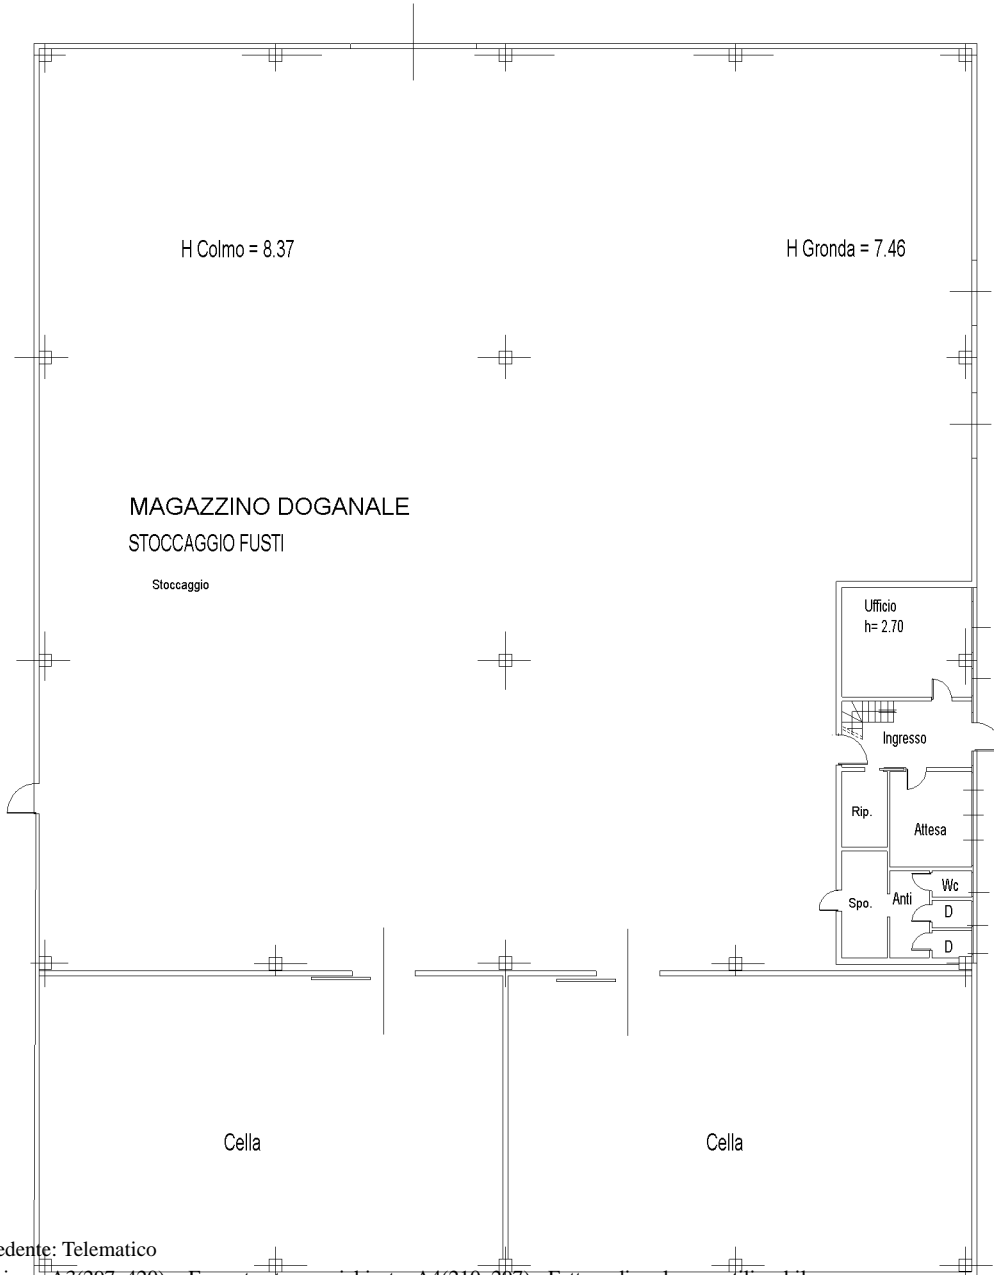 H Colmo = 8.37
H Gronda = 7.46
MAGAZZINO DOGANALE
STOCCAGGIO FUSTI
Stoccaggio
Ufficio
h= 2.70
Ingresso
Rip.
Attesa
Spo.
Anti
Wc
D
D
Cella
Cella
edente: Telematico